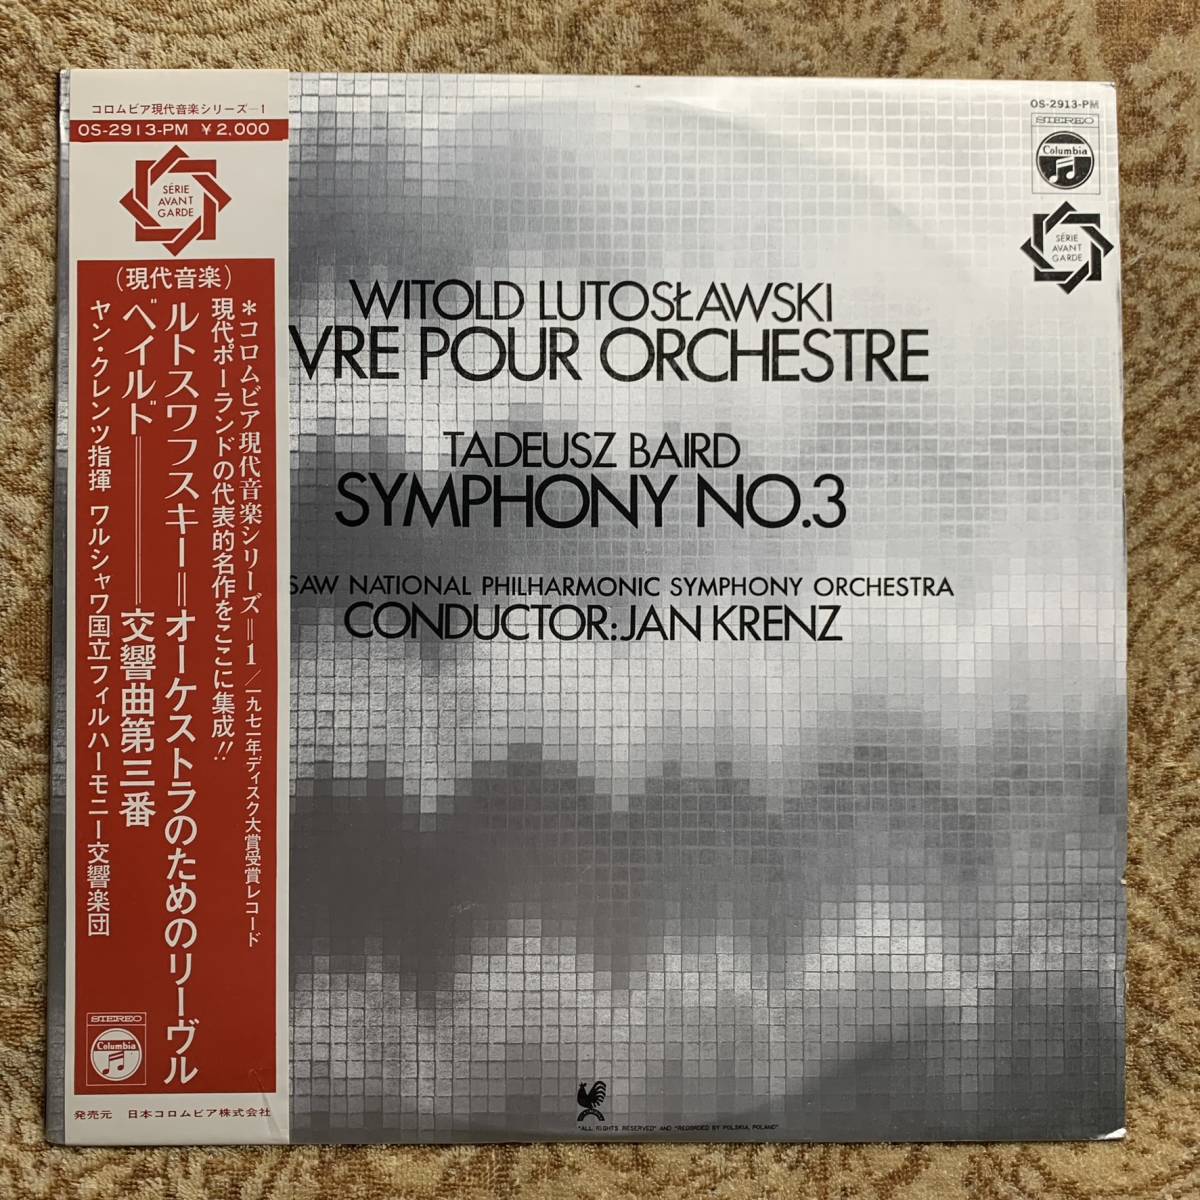 コロムビア現代音楽シリーズ-1
OS-2913-PM ¥2,000
SÉRIE
AVANT
GARDE
(現代音楽)
*コロムビア現代音楽シリーズ=1/一九七一年ディスク大賞受賞レコード
現代ポーランドの代表的名作をここに集成!!
ルトスワフスキー=オーケストラのためのリーヴル
ベイルド=交響曲第三番
ヤン・クレンツ指揮 ワルシャワ国立フィルハーモニー交響楽団
STEREO
Columbia
発売元 日本コロムビア株式会社
OS-2913-PM
STEREO
Columbia
SÉRIE
AVANT
GARDE
WITOLD LUTOSŁAWSKI
VRE POUR ORCHESTRE
TADEUSZ BAIRD
SYMPHONY NO.3
SAW NATIONAL PHILHARMONIC SYMPHONY ORCHESTRA
CONDUCTOR: JAN KRENZ
"ALL RIGHTS RESERVED" AND "RECORDED BY POLSKIA, POLAND"